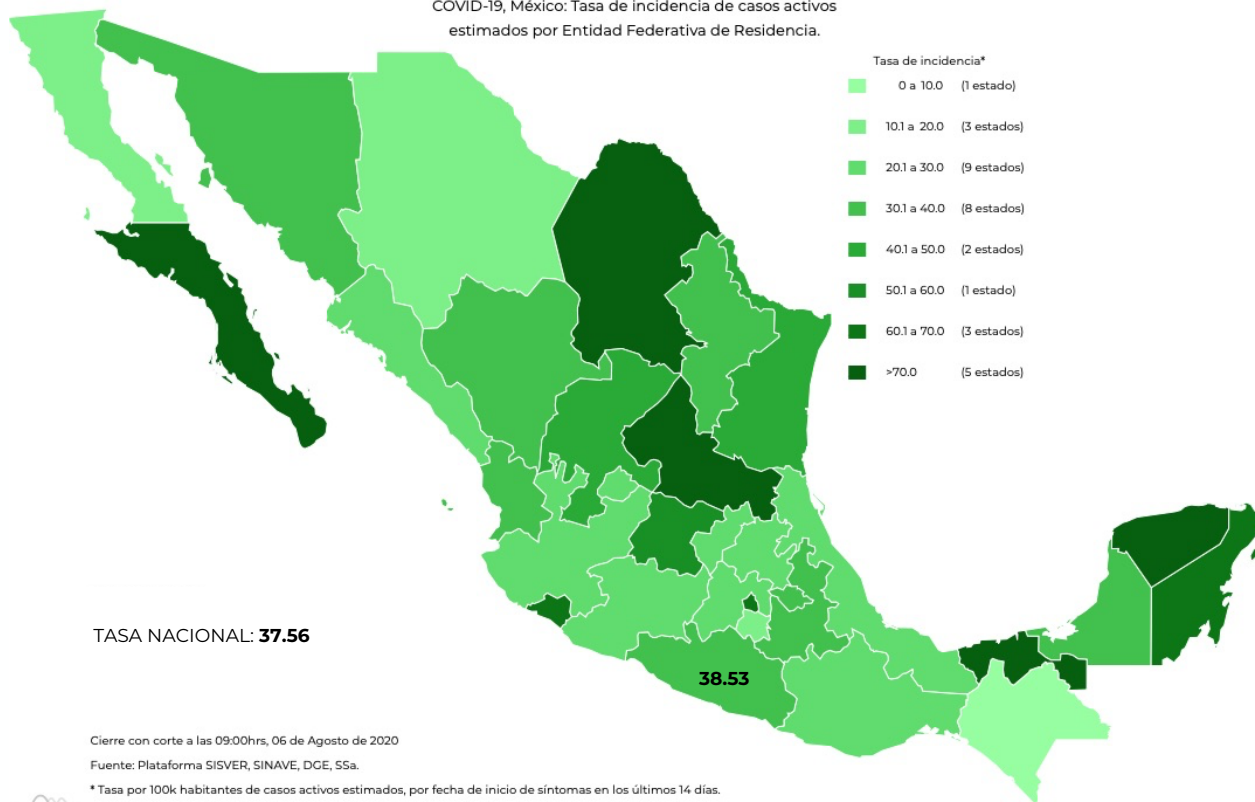 COVID-19, México: Tasa de incidencia de casos activos
estimados por Entidad Federativa de Residencia.
Tasa de incidencia*
0 a 10.0 (1 estado)
10.1 a 20.0 (3 estados)
20.1 a 30.0 (9 estados)
30.1 a 40.0 (8 estados)
40.1 a 50.0 (2 estados)
50.1 a 60.0 (1 estado)
60.1 a 70.0 (3 estados)
>70.0 (5 estados)
TASA NACIONAL: 37.56
38.53
Cierre con corte a las 09:00hrs, 06 de Agosto de 2020
Fuente: Plataforma SISVER, SINAVE, DGE, SSa.
* Tasa por 100k habitantes de casos activos estimados, por fecha de inicio de síntomas en los últimos 14 días.